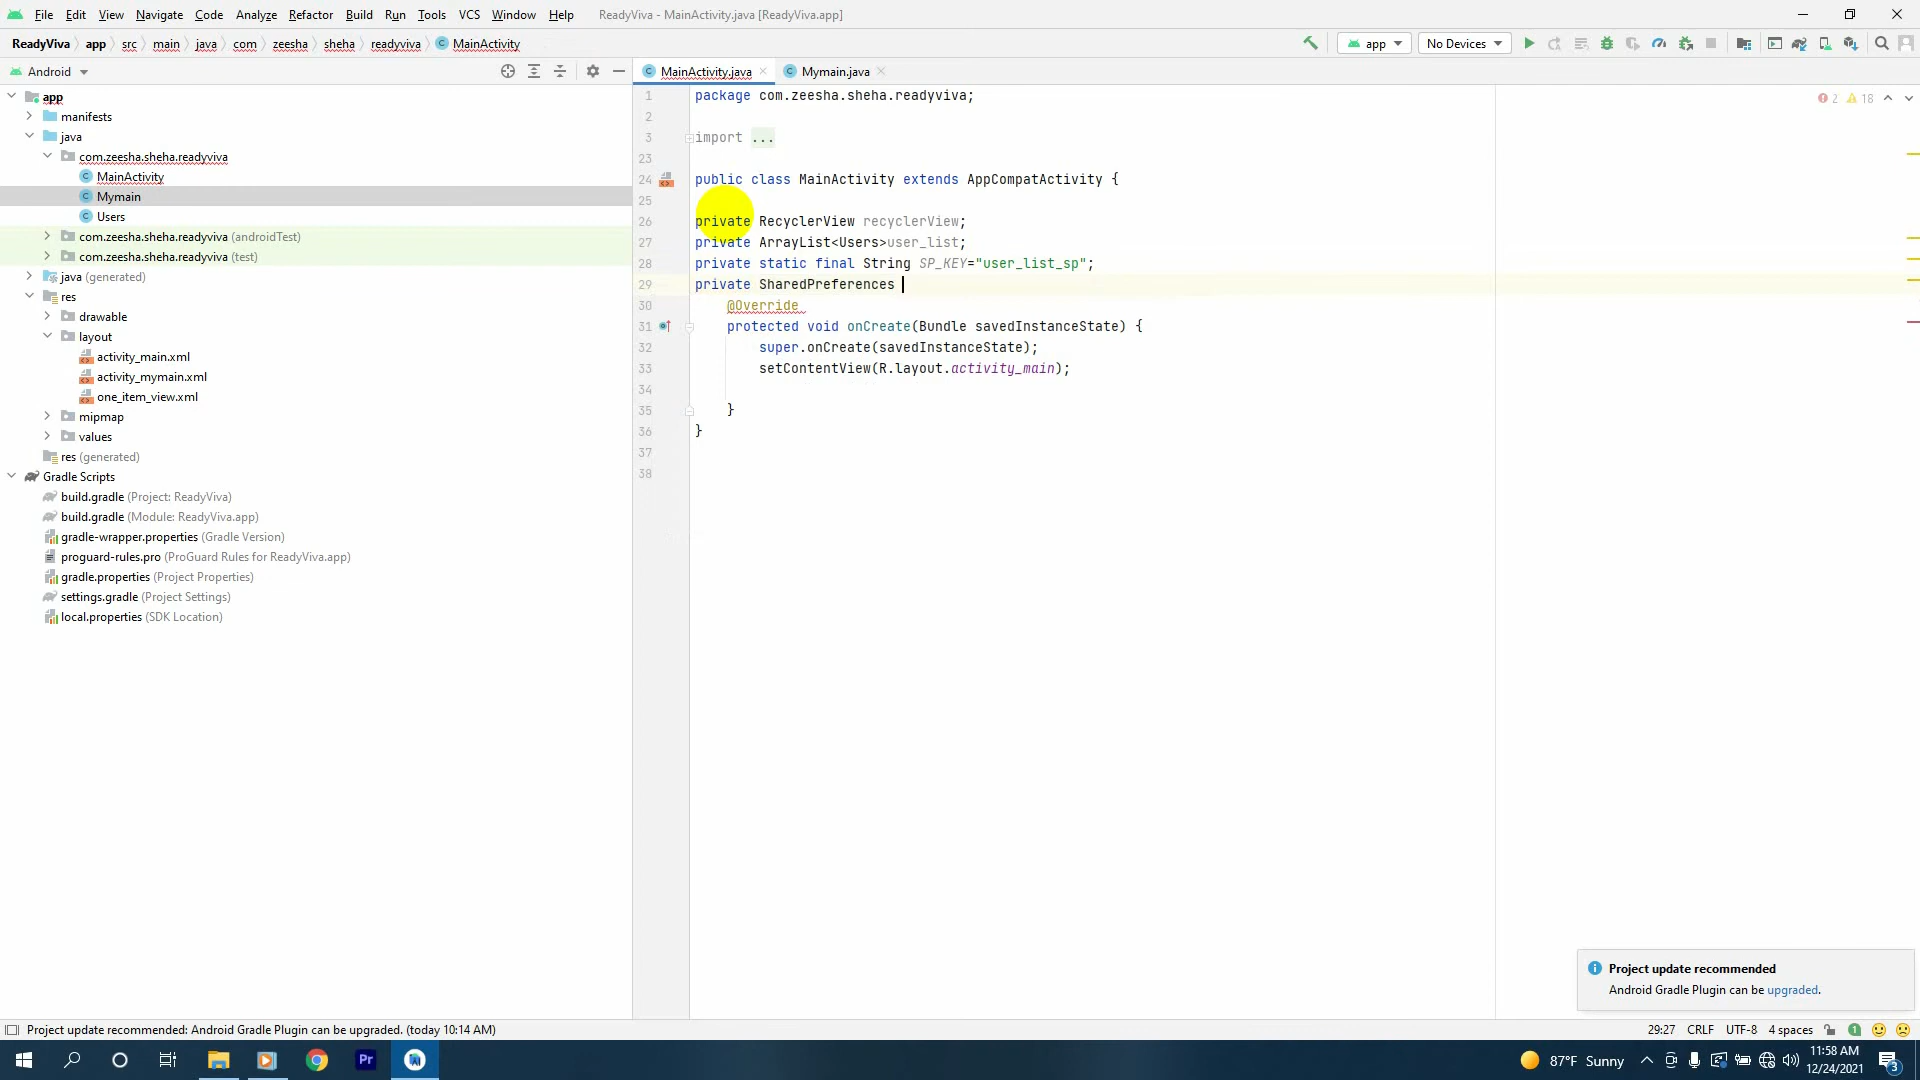 File Edit View Navigate Code Analyze Refactor Build Run Tools VCS Window Help ReadyViva - MainActivity.java [ReadyViva.app]
ReadyViva app src main java com zeesha sheha readyviva MainActivity app No Devices
Android
MainActivity.java Mymain.java
app
manifests
java
com.zeesha.sheha.readyviva
MainActivity
Mymain
Users
com.zeesha.sheha.readyviva (androidTest)
com.zeesha.sheha.readyviva (test)
java (generated)
res
drawable
layout
activity_main.xml
activity_mymain.xml
one_item_view.xml
mipmap
values
res (generated)
Gradle Scripts
build.gradle (Project: ReadyViva)
build.gradle (Module: ReadyViva.app)
gradle-wrapper.properties (Gradle Version)
proguard-rules.pro (ProGuard Rules for ReadyViva.app)
gradle.properties (Project Properties)
settings.gradle (Project Settings)
local.properties (SDK Location)
2 18
1 package com.zeesha.sheha.readyviva;
2
3 import ...
23
24 public class MainActivity extends AppCompatActivity {
25
26 private RecyclerView recyclerView;
27 private ArrayList<Users>user_list;
28 private static final String SP_KEY="user_list_sp";
29 private SharedPreferences
30 @Override
31 protected void onCreate(Bundle savedInstanceState) {
32 super.onCreate(savedInstanceState);
33 setContentView(R.layout.activity_main);
34
35 }
36 }
37
38
Project update recommended
Android Gradle Plugin can be upgraded.
Project update recommended: Android Gradle Plugin can be upgraded. (today 10:14 AM) 29:27 CRLF UTF-8 4 spaces 1
Pr 87°F Sunny 11:58 AM
12/24/2021 3